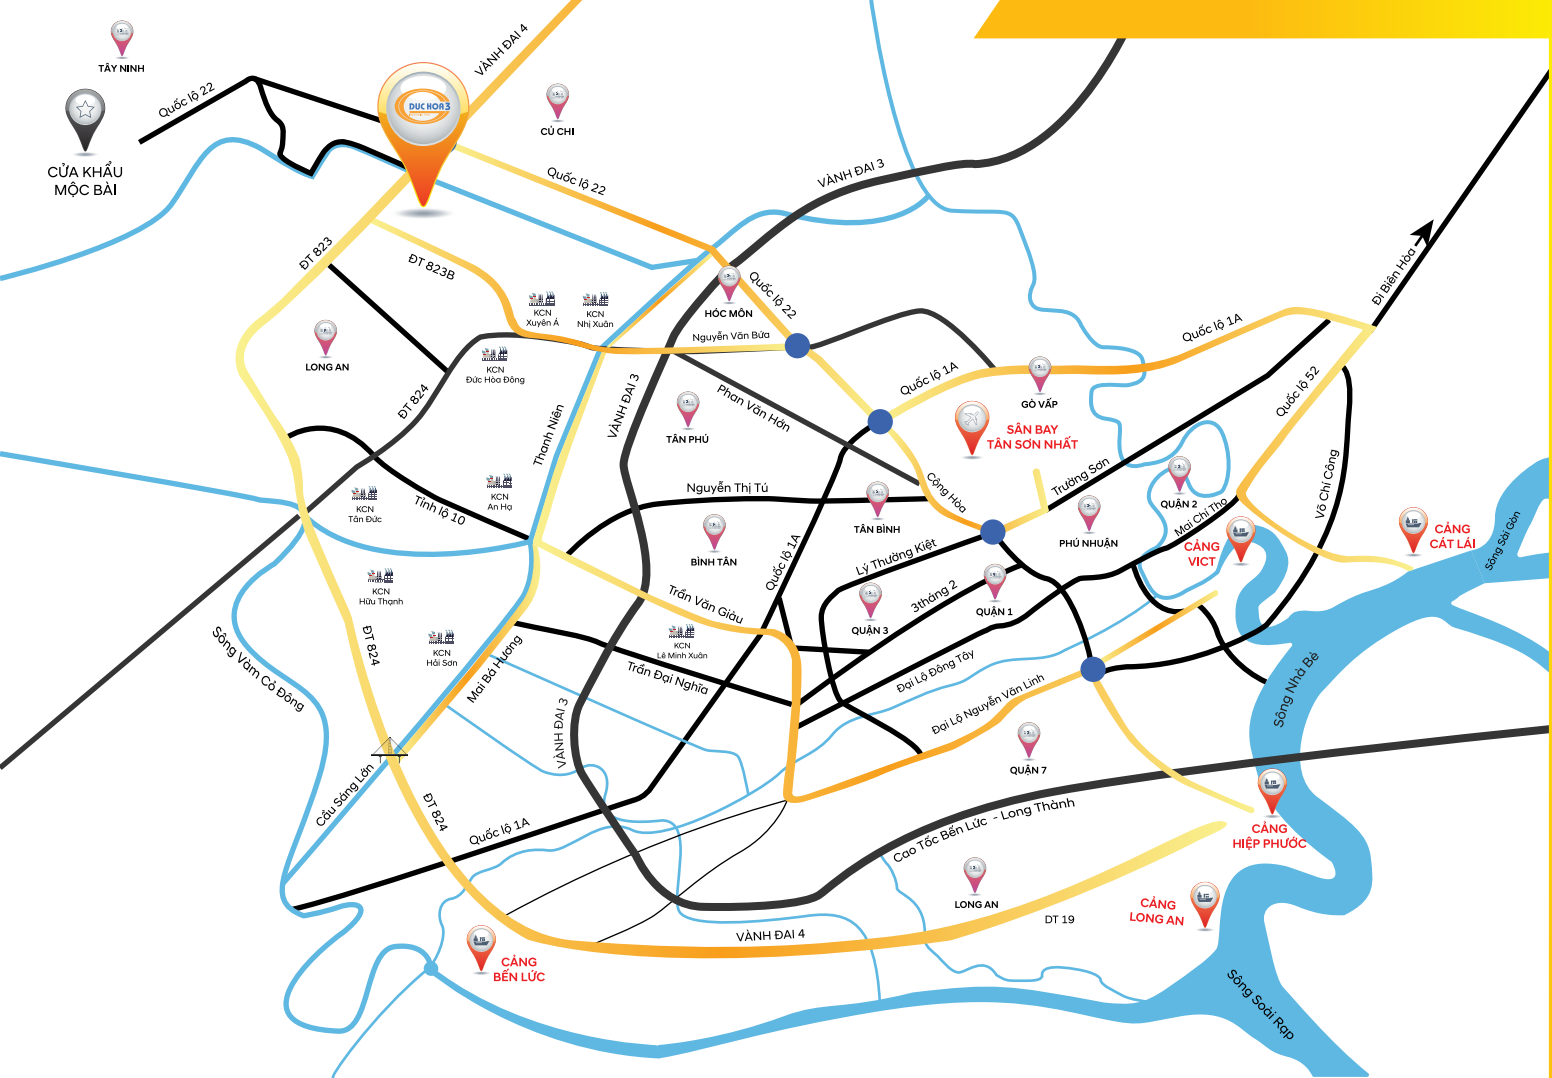 TÂY NINH
CỬA KHẨU
MỘC BÀI
Quốc lộ 22
VÀNH ĐAI 4
DUC HOA 3
CỦ CHI
Quốc lộ 22
VÀNH ĐAI 3
ĐT 823
ĐT 823B
Đi Biên Hòa
KCN
Xuyên Á
KCN
Nhị Xuân
HÓC MÔN
Quốc lộ 22
Nguyễn Văn Bứa
Quốc lộ 1A
LONG AN
KCN
Đức Hòa Đông
ĐT 824
VÀNH ĐAI 3
Phan Văn Hớn
Quốc lộ 1A
GÒ VẤP
Quốc lộ 52
TÂN PHÚ
Thanh Niên
SÂN BAY
TÂN SƠN NHẤT
KCN
An Hạ
KCN
Tân Đức
Tỉnh lộ 10
Nguyễn Thị Tú
Cộng Hòa
Trường Sơn
QUẬN 2
Mai Chí Thọ
Võ Chí Công
TÂN BÌNH
PHÚ NHUẬN
CẢNG
VICT
CẢNG
CÁT LÁI
Sông Sài Gòn
BÌNH TÂN
Quốc lộ 1A
Lý Thường Kiệt
KCN
Hữu Thạnh
Trần Văn Giàu
3tháng 2
QUẬN 1
QUẬN 3
Sông Vàm Cỏ Đông
ĐT 824
KCN
Hải Sơn
Mai Bá Hương
KCN
Lê Minh Xuân
Trần Đại Nghĩa
Đại Lộ Đông Tây
Đại Lộ Nguyễn Văn Linh
Sông Nhà Bè
VÀNH ĐAI 3
QUẬN 7
Cầu Sáng Lớn
ĐT 824
Quốc lộ 1A
Cao Tốc Bến Lức - Long Thành
CẢNG
HIỆP PHƯỚC
LONG AN
DT 19
CẢNG
LONG AN
VÀNH ĐAI 4
CẢNG
BẾN LỨC
Sông Soài Rạp